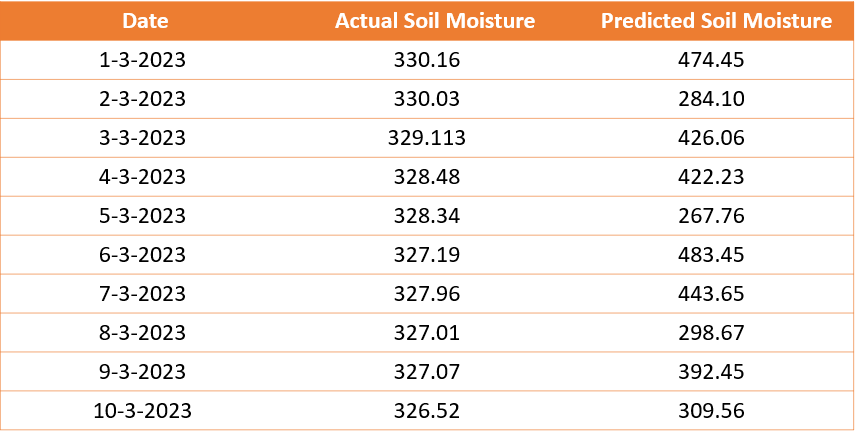 Date Actual Soil Moisture Predicted Soil Moisture
1-3-2023 330.16 474.45
2-3-2023 330.03 284.10
3-3-2023 329.113 426.06
4-3-2023 328.48 422.23
5-3-2023 328.34 267.76
6-3-2023 327.19 483.45
7-3-2023 327.96 443.65
8-3-2023 327.01 298.67
9-3-2023 327.07 392.45
10-3-2023 326.52 309.56